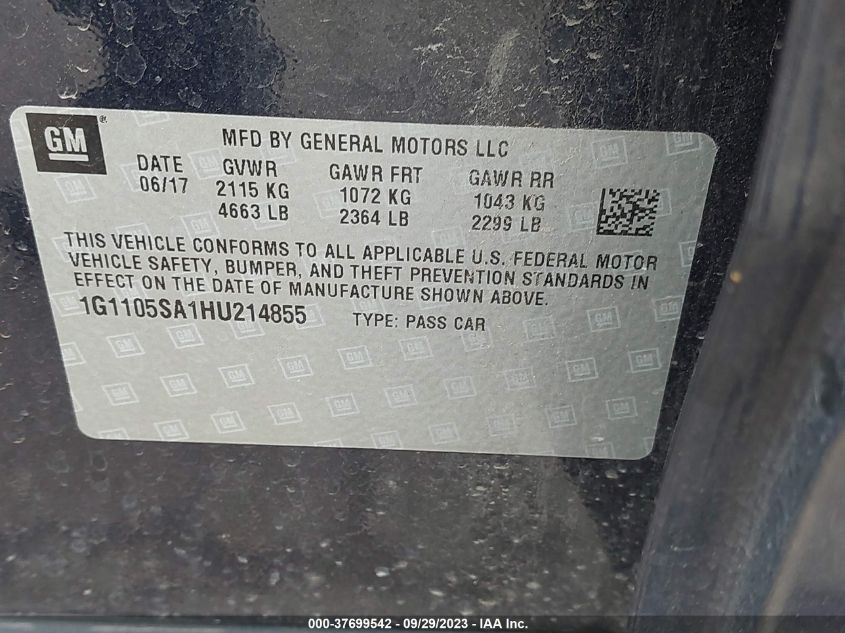 GM ®
MFD BY GENERAL MOTORS LLC
DATE GVWR GAWR FRT GAWR RR
06/17 2115 KG 1072 KG 1043 KG
4663 LB 2364 LB 2299 LB
THIS VEHICLE CONFORMS TO ALL APPLICABLE U.S. FEDERAL MOTOR
VEHICLE SAFETY, BUMPER, AND THEFT PREVENTION STANDARDS IN
EFFECT ON THE DATE OF MANUFACTURE SHOWN ABOVE.
1G1105SA1HU214855 TYPE: PASS CAR
000-37699542 - 09/29/2023 - IAA Inc.